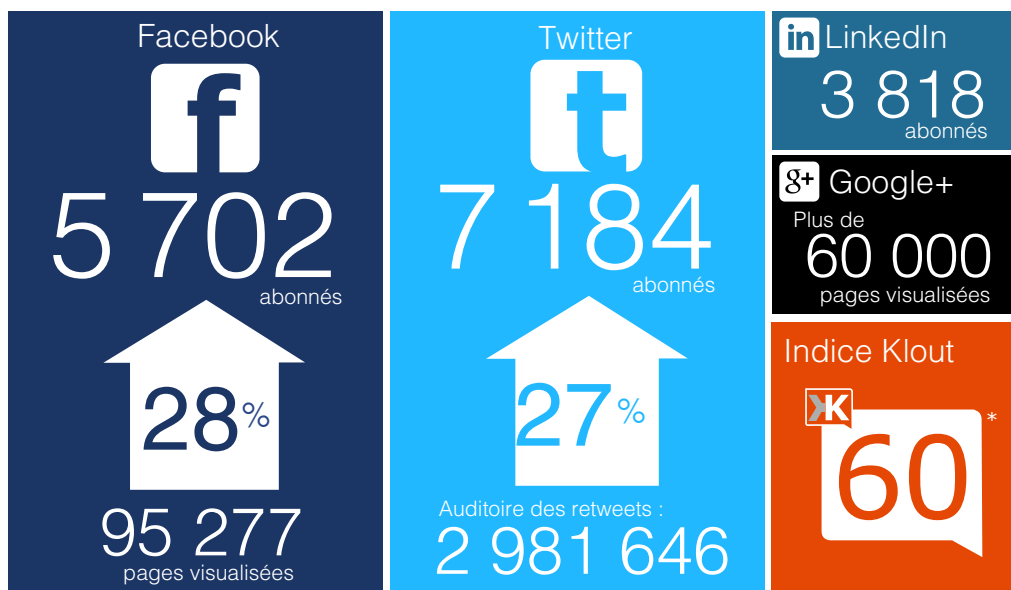 Facebook
f
5 702
abonnés
28%
95 277
pages visualisées
Twitter
t
7 184
abonnés
27%
Auditoire des retweets :
2 981 646
in LinkedIn
3 818
abonnés
g+ Google+
Plus de
60 000
pages visualisées
Indice Klout
K
60 *